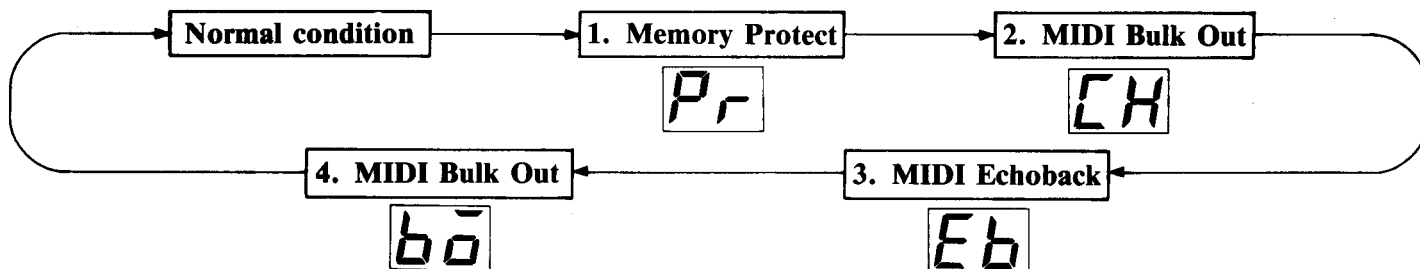 Normal condition
1. Memory Protect
2. MIDI Bulk Out
Pr
CH
4. MIDI Bulk Out
3. MIDI Echoback
bo
Eb